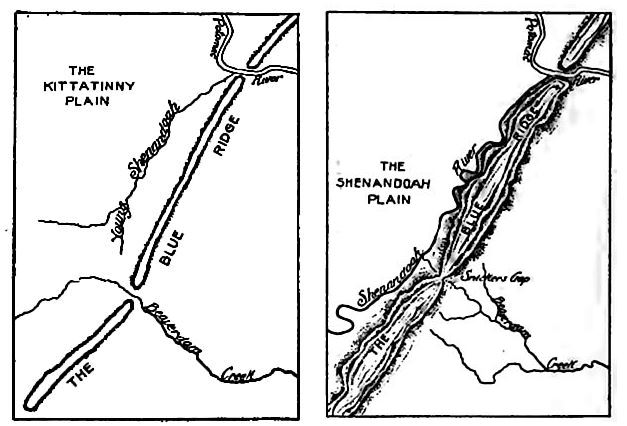 Potomac
River
THE
KITTATINNY
PLAIN
Young Shenandoah
RIDGE
BLUE
THE
Beaverdam
Creek
Potomac
River
THE
SHENANDOAH
PLAIN
Shenandoah River
RIDGE
BLUE
THE
Snickers Gap
Beaverdam
Creek